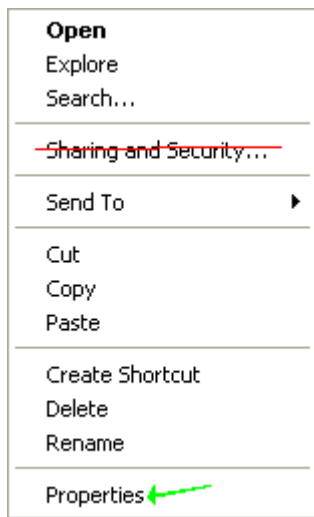 Open
Explore
Search...
Sharing and Security...
Send To
Cut
Copy
Paste
Create Shortcut
Delete
Rename
Properties